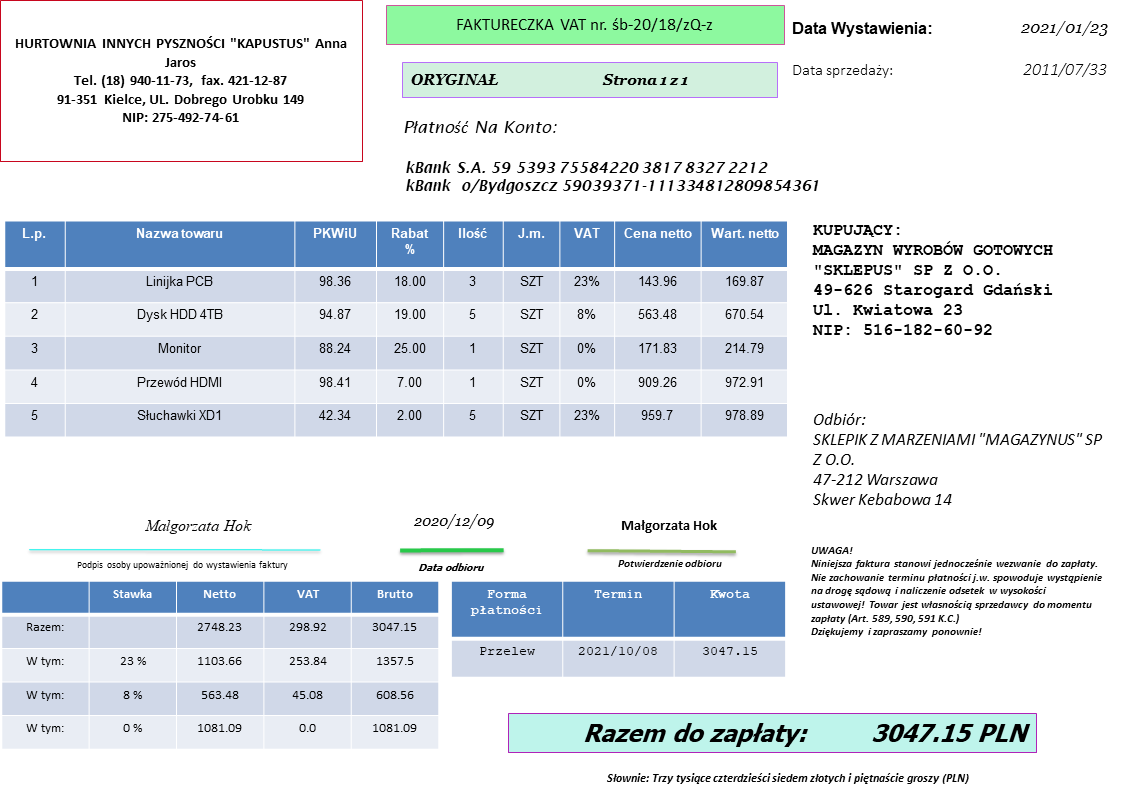 HURTOWNIA INNYCH PYSZNOŚCI "KAPUSTUS" Anna
Jaros
Tel. (18) 940-11-73, fax. 421-12-87
91-351 Kielce, UL. Dobrego Urobku 149
NIP: 275-492-74-61
FAKTURECZKA VAT nr. śb-20/18/zQ-z
ORYGINAŁ Strona 1 z 1
Data Wystawienia: 2021/01/23
Data sprzedaży: 2011/07/33
Płatność Na Konto:
kBank S.A. 59 5393 75584220 3817 8327 2212
kBank o/Bydgoszcz 59039371-111334812809854361
L.p. Nazwa towaru PKWiU Rabat % Ilość J.m. VAT Cena netto Wart. netto
1 Linijka PCB 98.36 18.00 3 SZT 23% 143.96 169.87
2 Dysk HDD 4TB 94.87 19.00 5 SZT 8% 563.48 670.54
3 Monitor 88.24 25.00 1 SZT 0% 171.83 214.79
4 Przewód HDMI 98.41 7.00 1 SZT 0% 909.26 972.91
5 Słuchawki XD1 42.34 2.00 5 SZT 23% 959.7 978.89
KUPUJĄCY:
MAGAZYN WYROBÓW GOTOWYCH
"SKLEPUS" SP Z O.O.
49-626 Starogard Gdański
Ul. Kwiatowa 23
NIP: 516-182-60-92
Odbiór:
SKLEPIK Z MARZENIAMI "MAGAZYNUS" SP
Z O.O.
47-212 Warszawa
Skwer Kebabowa 14
Małgorzata Hok
Podpis osoby upoważnionej do wystawienia faktury
2020/12/09
Data odbioru
Małgorzata Hok
Potwierdzenie odbioru
UWAGA!
Niniejsza faktura stanowi jednocześnie wezwanie do zapłaty.
Nie zachowanie terminu płatności j.w. spowoduje wystąpienie
na drogę sądową i naliczenie odsetek w wysokości
ustawowej! Towar jest własnością sprzedawcy do momentu
zapłaty (Art. 589, 590, 591 K.C.)
Dziękujemy i zapraszamy ponownie!
Stawka Netto VAT Brutto
Razem: 2748.23 298.92 3047.15
W tym: 23 % 1103.66 253.84 1357.5
W tym: 8 % 563.48 45.08 608.56
W tym: 0 % 1081.09 0.0 1081.09
Forma płatności Termin Kwota
Przelew 2021/10/08 3047.15
Razem do zapłaty: 3047.15 PLN
Słownie: Trzy tysiące czterdzieści siedem złotych i piętnaście groszy (PLN)